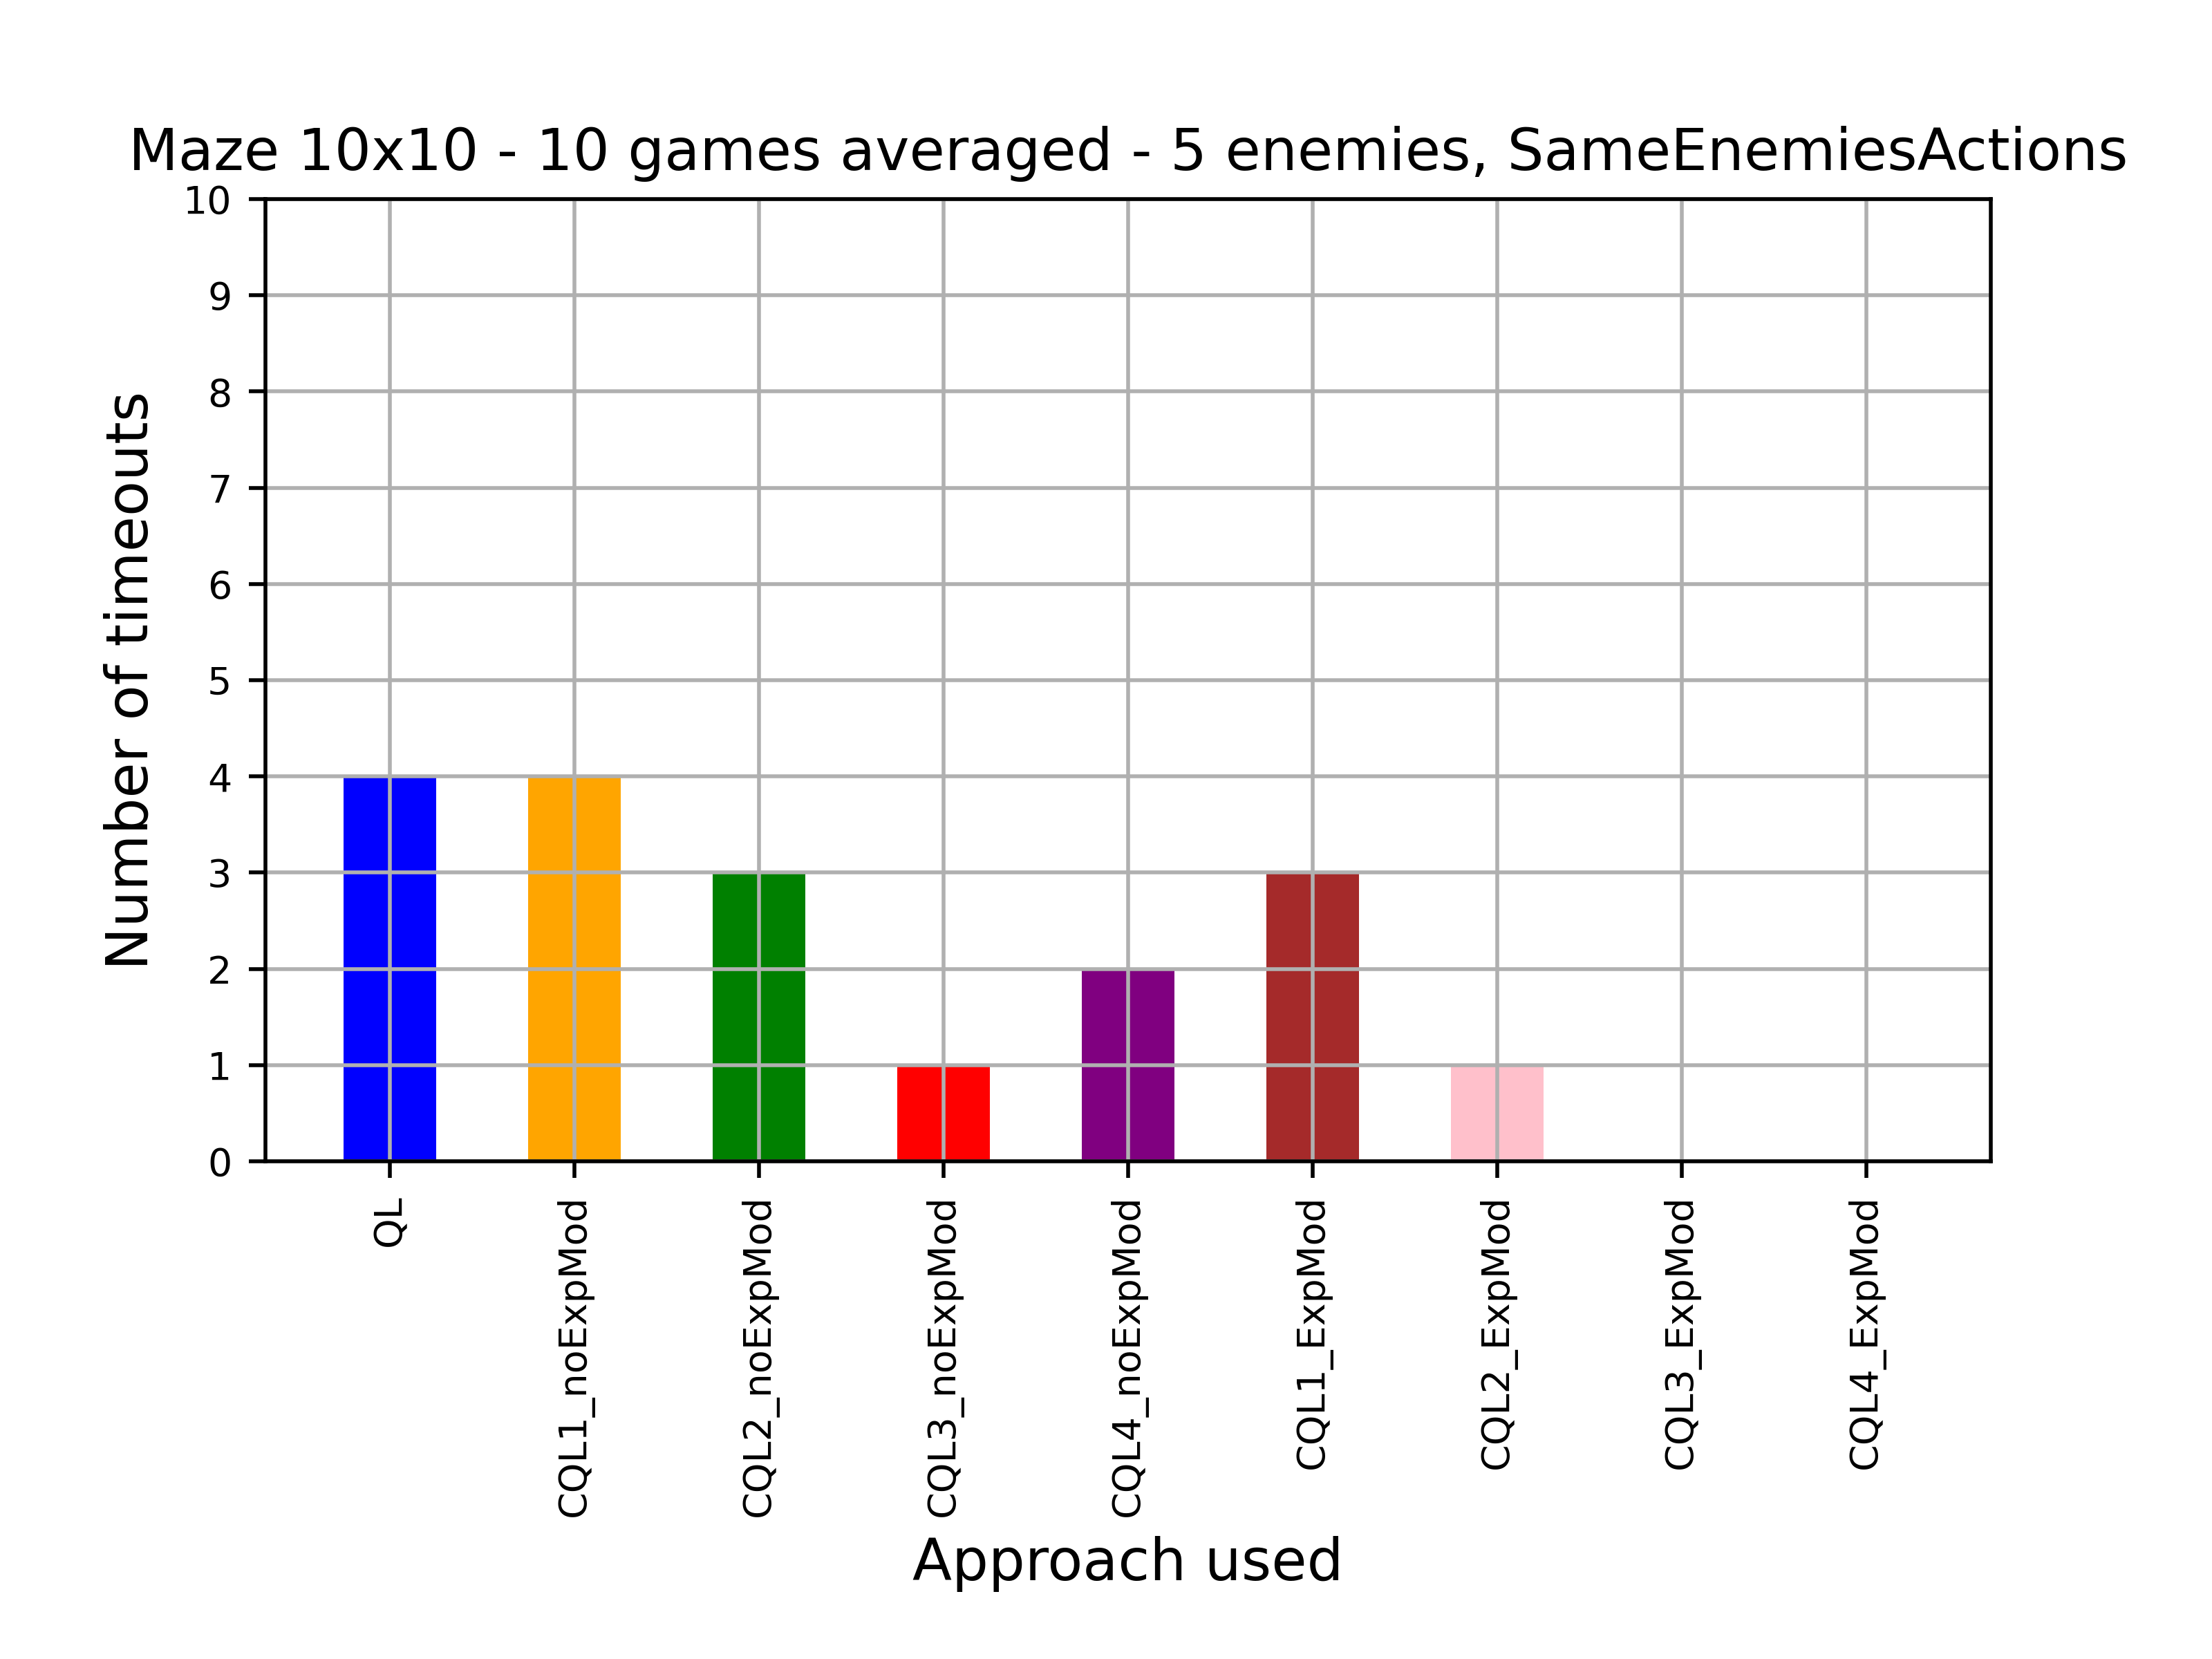 Maze 10x10 - 10 games averaged - 5 enemies, SameEnemiesActions
Number of timeouts
10
9
8
7
6
5
4
3
2
1
0
QL
CQL1_noExpMod
CQL2_noExpMod
CQL3_noExpMod
CQL4_noExpMod
CQL1_ExpMod
CQL2_ExpMod
CQL3_ExpMod
CQL4_ExpMod
Approach used